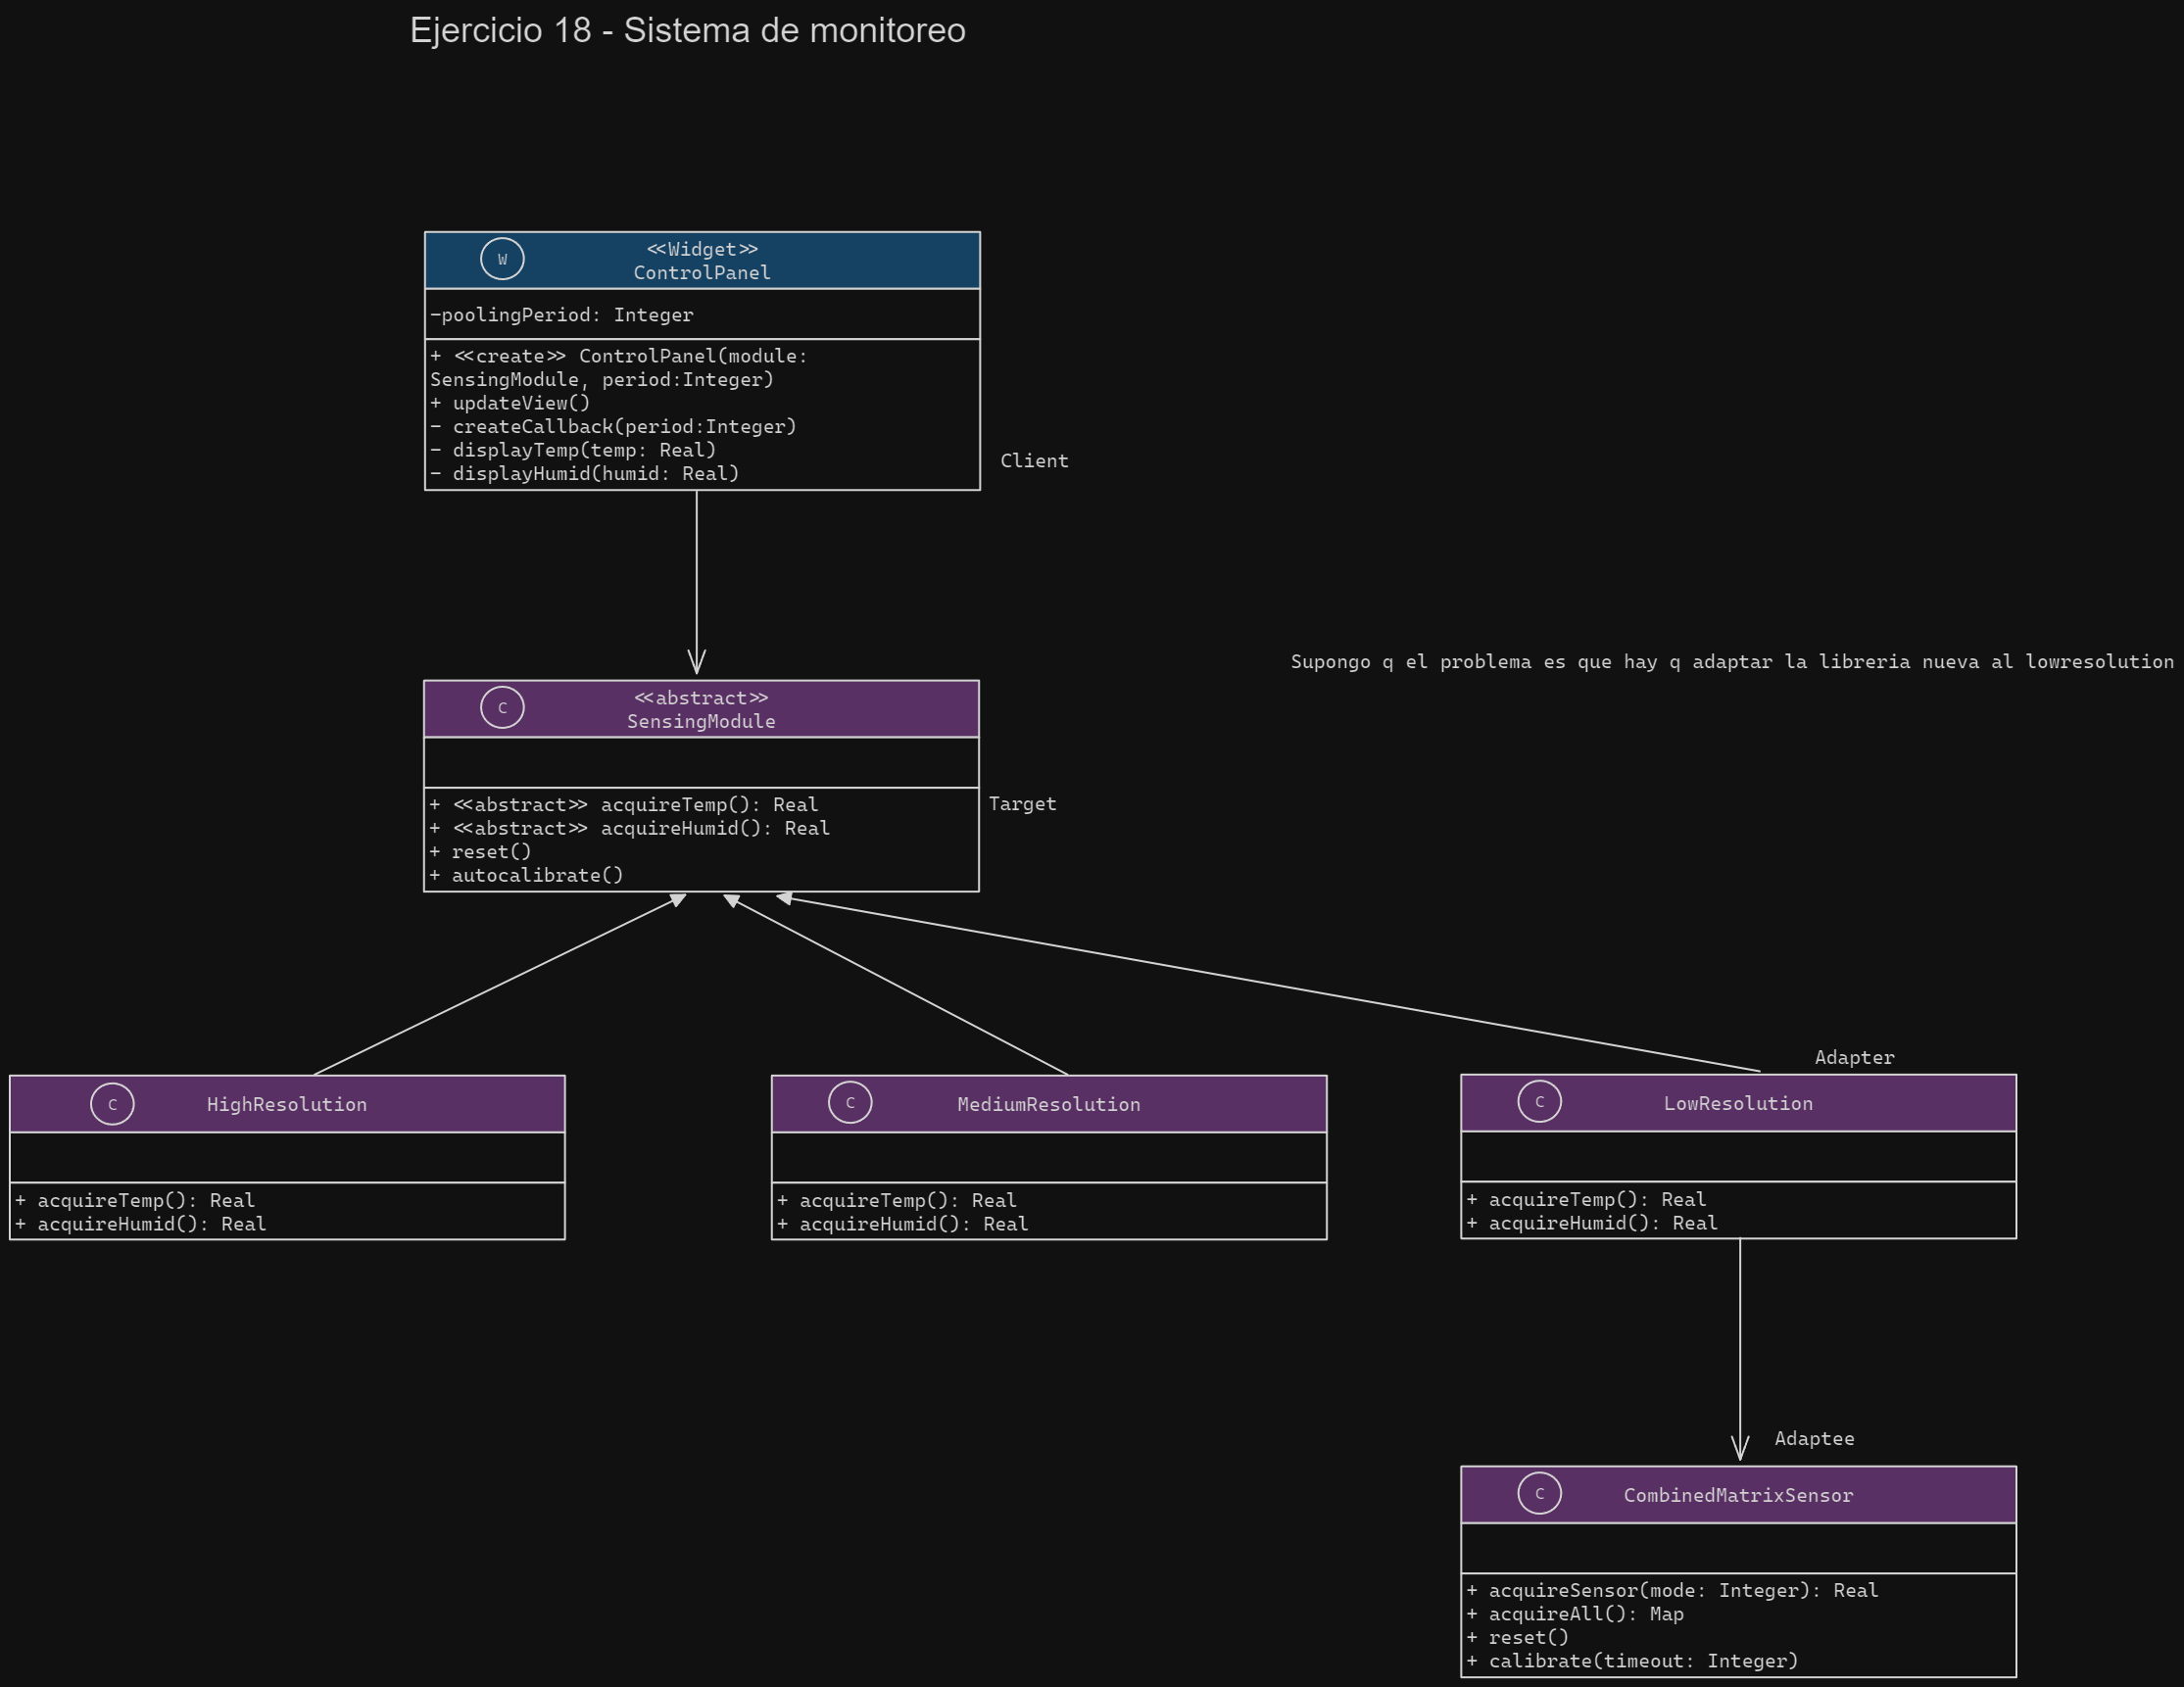 Ejercicio 18 - Sistema de monitoreo
W
<<Widget>>
ControlPanel
-poolingPeriod: Integer
+ <<create>> ControlPanel(module:
SensingModule, period:Integer)
+ updateView()
- createCallback(period:Integer)
- displayTemp(temp: Real)
- displayHumid(humid: Real)
Client
Supongo q el problema es que hay q adaptar la libreria nueva al lowresolution
C
<<abstract>>
SensingModule
+ <<abstract>> acquireTemp(): Real
+ <<abstract>> acquireHumid(): Real
+ reset()
+ autocalibrate()
Target
C
HighResolution
+ acquireTemp(): Real
+ acquireHumid(): Real
C
MediumResolution
+ acquireTemp(): Real
+ acquireHumid(): Real
Adapter
C
LowResolution
+ acquireTemp(): Real
+ acquireHumid(): Real
Adaptee
C
CombinedMatrixSensor
+ acquireSensor(mode: Integer): Real
+ acquireAll(): Map
+ reset()
+ calibrate(timeout: Integer)